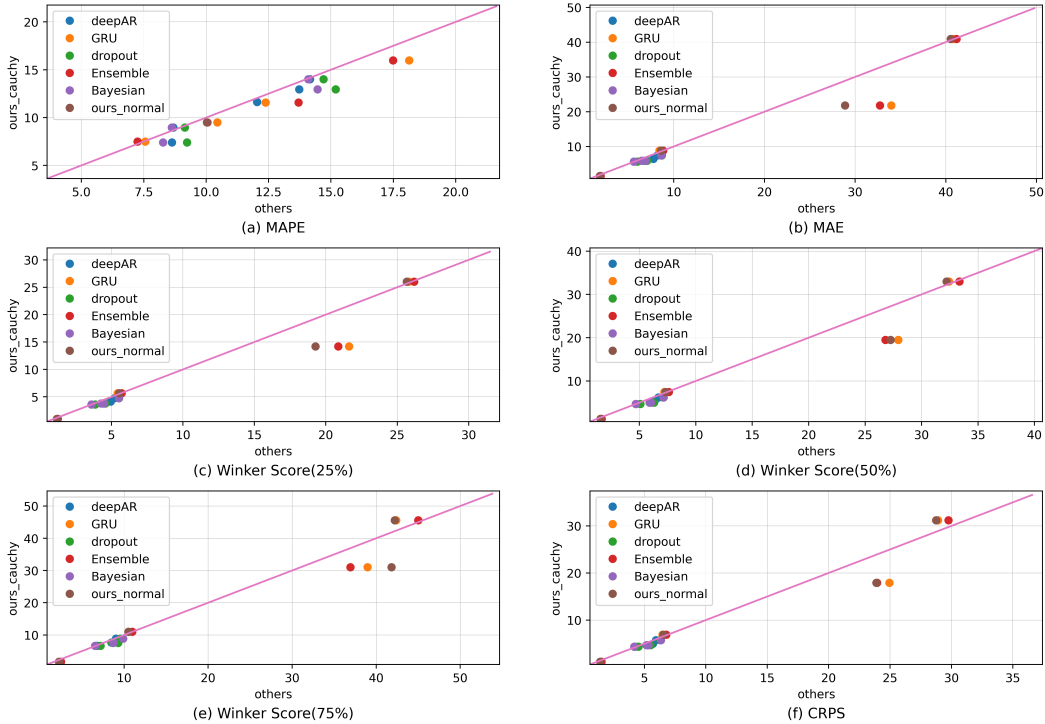 20
15
10
5
ours_cauchy
deepAR
GRU
dropout
Ensemble
Bayesian
ours_normal
5.0 7.5 10.0 12.5 15.0 17.5 20.0
others
(a) MAPE
50
40
30
20
10
ours_cauchy
deepAR
GRU
dropout
Ensemble
Bayesian
ours_normal
10 20 30 40 50
others
(b) MAE
30
25
20
15
10
5
ours_cauchy
deepAR
GRU
dropout
Ensemble
Bayesian
ours_normal
5 10 15 20 25 30
others
(c) Winker Score(25%)
40
30
20
10
ours_cauchy
deepAR
GRU
dropout
Ensemble
Bayesian
ours_normal
5 10 15 20 25 30 35 40
others
(d) Winker Score(50%)
50
40
30
20
10
ours_cauchy
deepAR
GRU
dropout
Ensemble
Bayesian
ours_normal
10 20 30 40 50
others
(e) Winker Score(75%)
30
20
10
ours_cauchy
deepAR
GRU
dropout
Ensemble
Bayesian
ours_normal
5 10 15 20 25 30 35
others
(f) CRPS